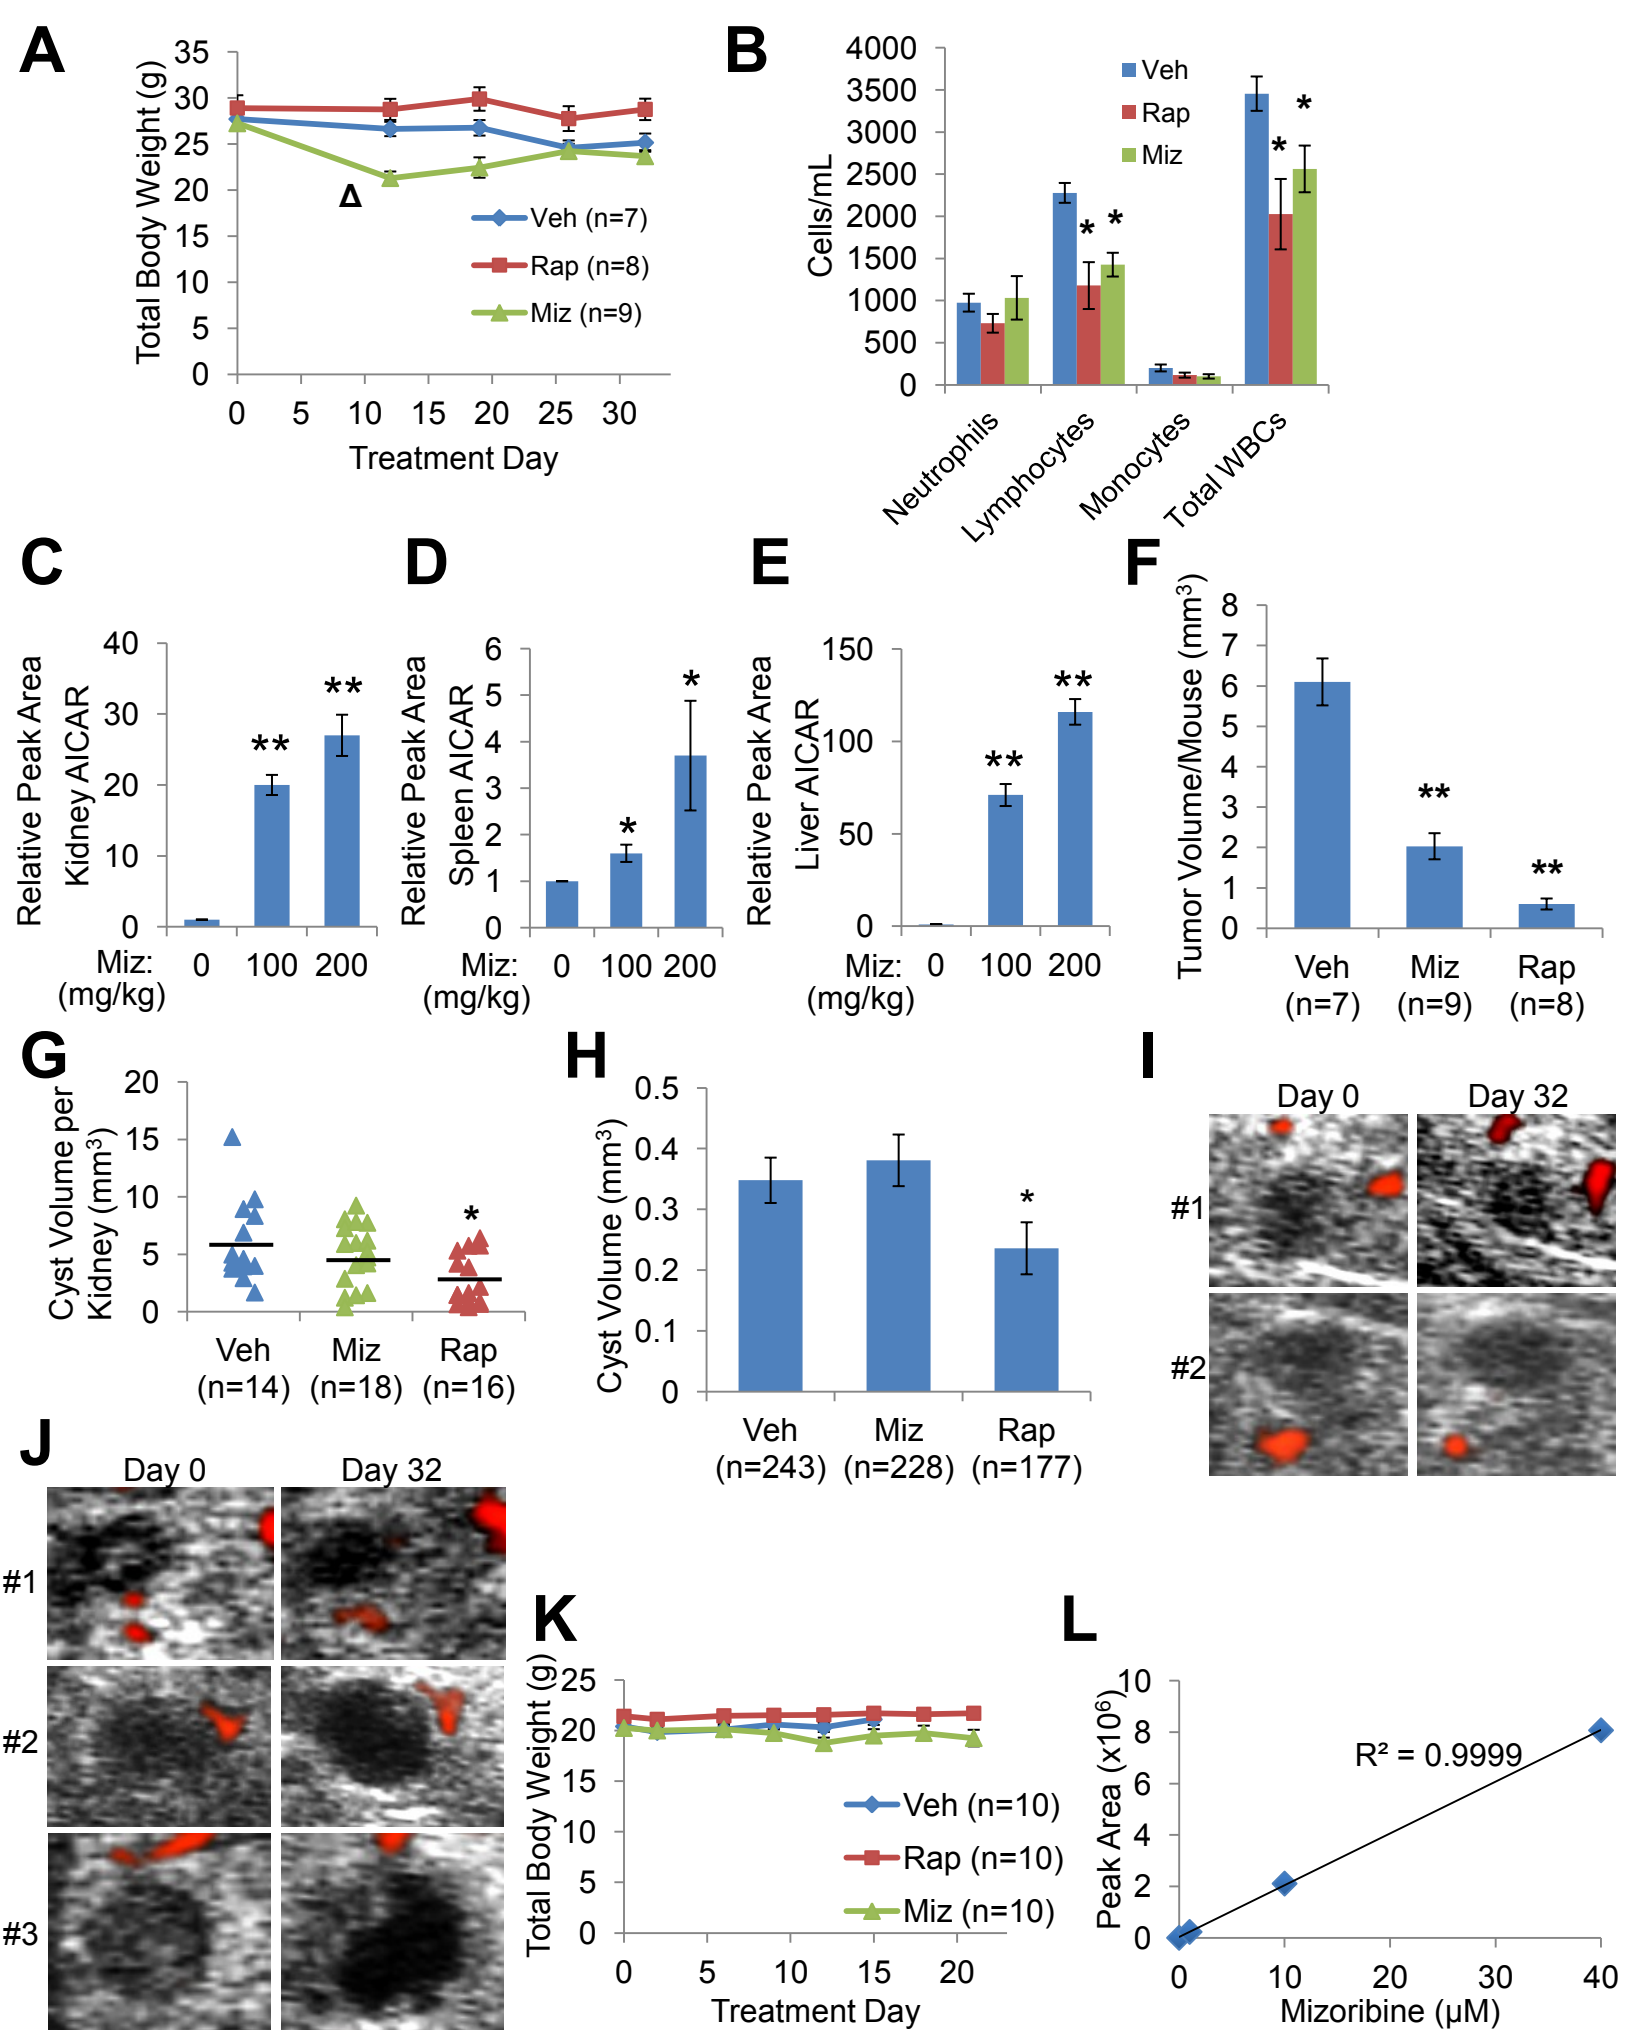 A
Total Body Weight (g)
35
30
25
20
15
10
5
0
Δ
Veh (n=7)
Rap (n=8)
Miz (n=9)
0 5 10 15 20 25 30
Treatment Day
B
Cells/mL
4000
3500
3000
2500
2000
1500
1000
500
0
Veh
Rap
Miz
* *
* *
Neutrophils
Lymphocytes
Monocytes
Total WBCs
C
Relative Peak Area
Kidney AICAR
40
30
20
10
0
** **
Miz: 0 100 200
(mg/kg)
D
Relative Peak Area
Spleen AICAR
6
5
4
3
2
1
0
* *
Miz: 0 100 200
(mg/kg)
E
Relative Peak Area
Liver AICAR
150
100
50
0
** **
Miz: 0 100 200
(mg/kg)
F
Tumor Volume/Mouse (mm³)
8
7
6
5
4
3
2
1
0
** **
Veh Miz Rap
(n=7) (n=9) (n=8)
G
Cyst Volume per
Kidney (mm³)
20
15
10
5
0
*
Veh Miz Rap
(n=14) (n=18) (n=16)
H
Cyst Volume (mm³)
0.5
0.4
0.3
0.2
0.1
0
*
Veh Miz Rap
(n=243) (n=228) (n=177)
I
Day 0 Day 32
#1
#2
J
Day 0 Day 32
#1
#2
#3
K
Total Body Weight (g)
25
20
15
10
5
0
Veh (n=10)
Rap (n=10)
Miz (n=10)
0 5 10 15 20
Treatment Day
L
Peak Area (x10⁶)
10
8
6
4
2
0
R² = 0.9999
0 10 20 30 40
Mizoribine (µM)